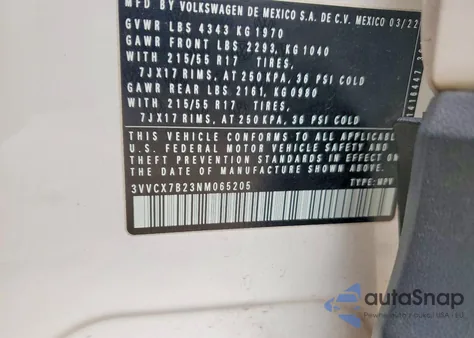 MFD BY VOLKSWAGEN DE MEXICO S.A. DE C.V. MEXICO 03/22
GVWR LBS 4343 KG 1970
GAWR FRONT LBS 2293, KG 1040
WITH 215/55 R17 TIRES,
7JX17 RIMS, AT 250 KPA, 36 PSI COLD
GAWR REAR LBS 2161, KG 0980
WITH 215/55 R17 TIRES,
7JX17 RIMS, AT 250 KPA, 36 PSI COLD
THIS VEHICLE CONFORMS TO ALL APPLICABL
U.S. FEDERAL MOTOR VEHICLE SAFETY AND
THEFT PREVENTION STANDARDS IN EFFECT ON
THE DATE OF MANUFACTURE SHOWN ABOVE.
3VVCX7B23NM065205 TYPE: MPV
1416447
autoSnap